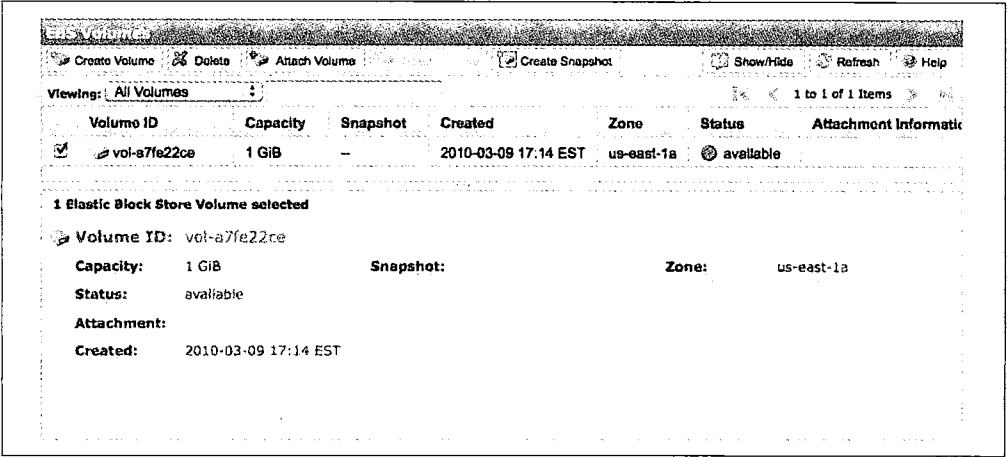 EBS Volumes
Create Volume Delete Attach Volume Create Snapshot Show/Hide Refresh Help
Viewing: All Volumes 1 to 1 of 1 Items
Volume ID Capacity Snapshot Created Zone Status Attachment Informatic
vol-a7fe22ce 1 GiB — 2010-03-09 17:14 EST us-east-1a available
1 Elastic Block Store Volume selected
Volume ID: vol-a7fe22ce
Capacity: 1 GiB Snapshot: Zone: us-east-1a
Status: available
Attachment:
Created: 2010-03-09 17:14 EST